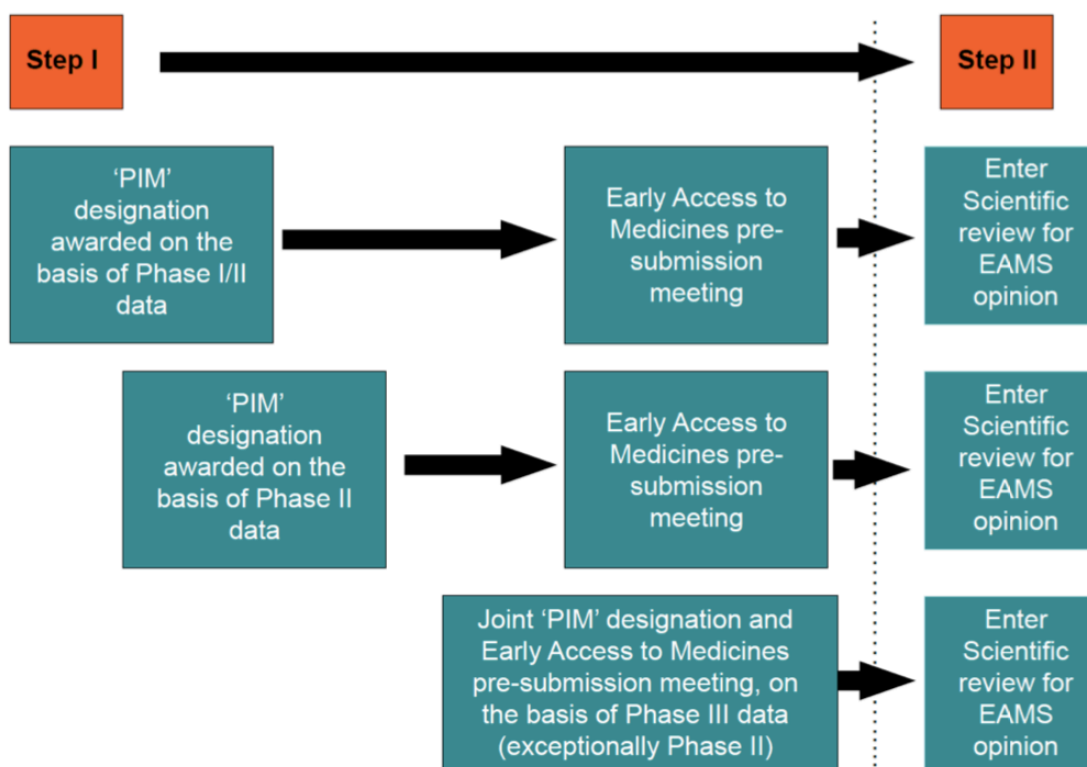 Step I
Step II
‘PIM’
designation
awarded on the
basis of Phase I/II
data
Early Access to
Medicines pre-
submission
meeting
Enter
Scientific
review for
EAMS
opinion
‘PIM’
designation
awarded on the
basis of Phase II
data
Early Access to
Medicines pre-
submission
meeting
Enter
Scientific
review for
EAMS
opinion
Joint ‘PIM’ designation and
Early Access to Medicines
pre-submission meeting, on
the basis of Phase III data
(exceptionally Phase II)
Enter
Scientific
review for
EAMS
opinion